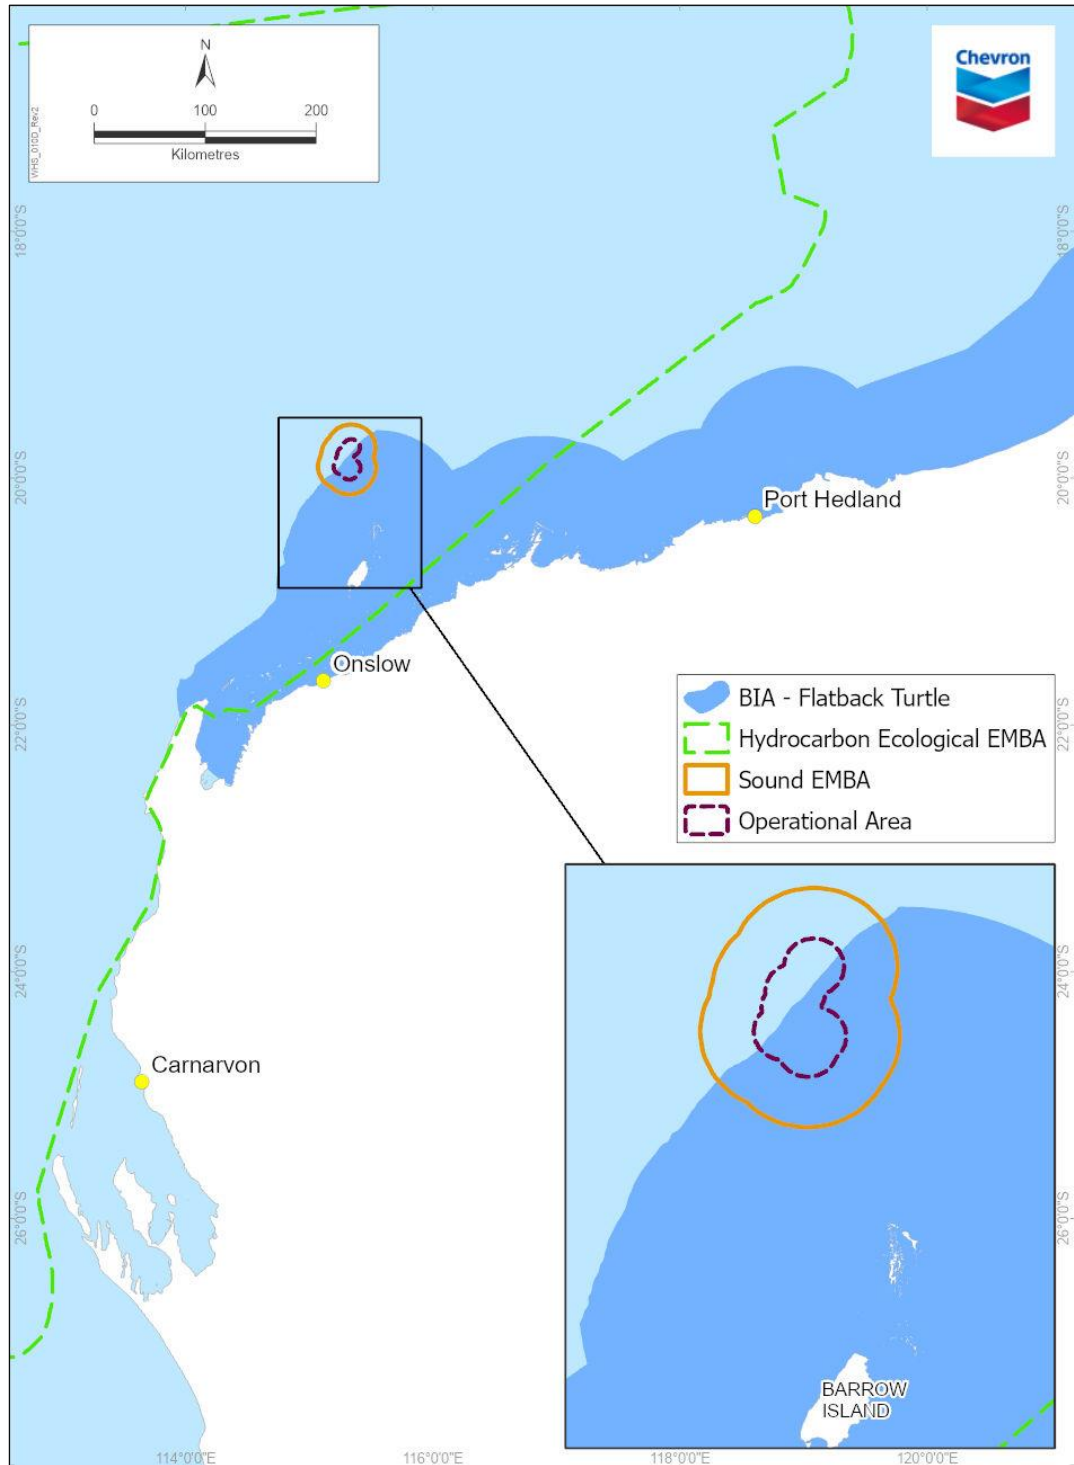 N
0 100 200
Kilometres
WHS_010D_Rev2
Chevron
18°0'0"S
18°0'0"S
20°0'0"S
20°0'0"S
Port Hedland
Onslow
22°0'0"S
22°0'0"S
BIA - Flatback Turtle
Hydrocarbon Ecological EMBA
Sound EMBA
Operational Area
24°0'0"S
24°0'0"S
Carnarvon
26°0'0"S
26°0'0"S
BARROW
ISLAND
114°0'0"E 116°0'0"E 118°0'0"E 120°0'0"E